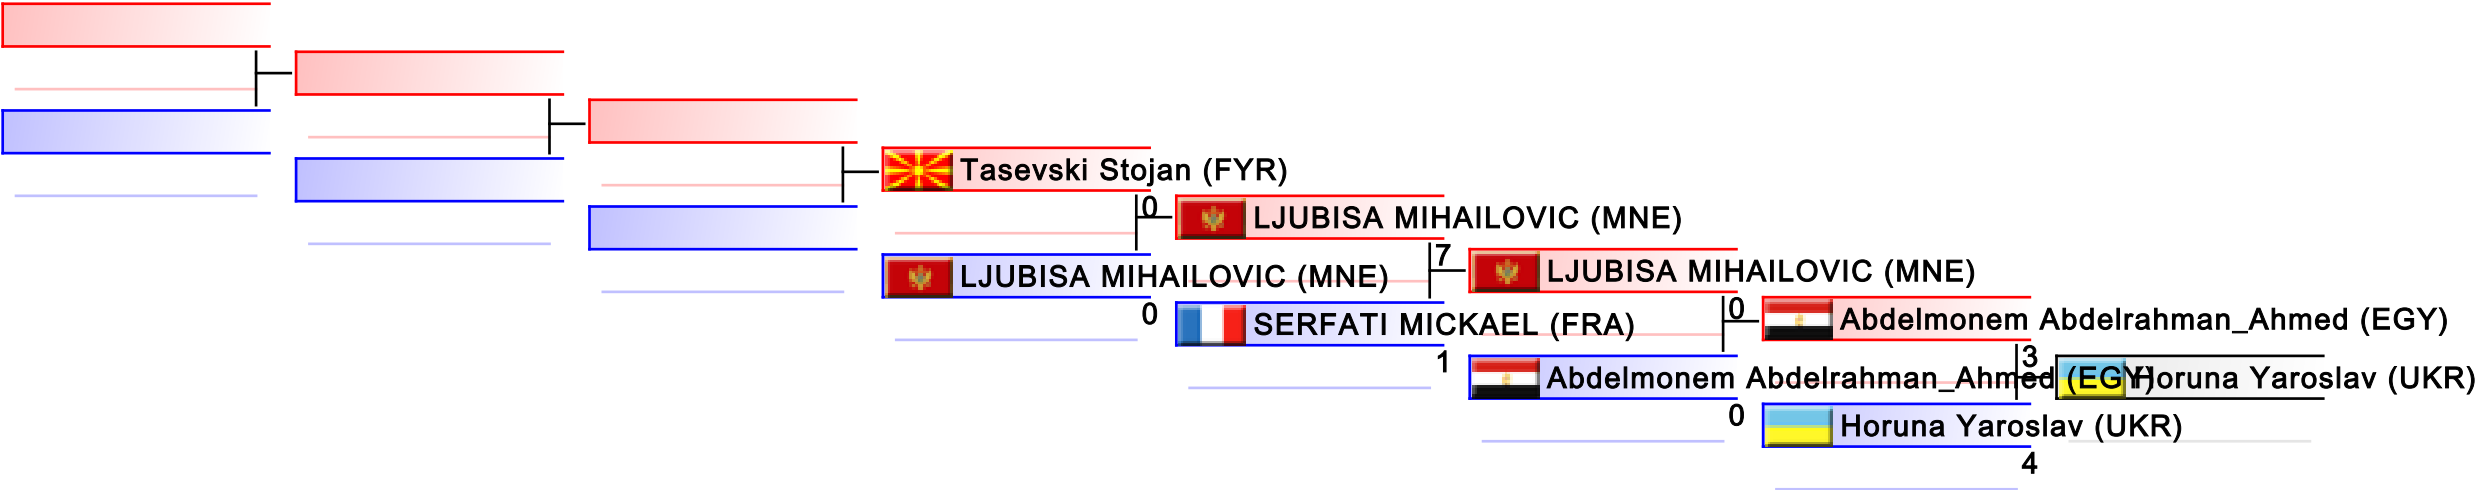 Tasevski Stojan (FYR)
0
LJUBISA MIHAILOVIC (MNE)
LJUBISA MIHAILOVIC (MNE)
0
7
SERFATI MICKAEL (FRA)
1
LJUBISA MIHAILOVIC (MNE)
0
Abdelmonem Abdelrahman_Ahmed (EGY)
Abdelmonem Abdelrahman_Ahmed (EGY)
0
3
Horuna Yaroslav (UKR)
4
Horuna Yaroslav (UKR)